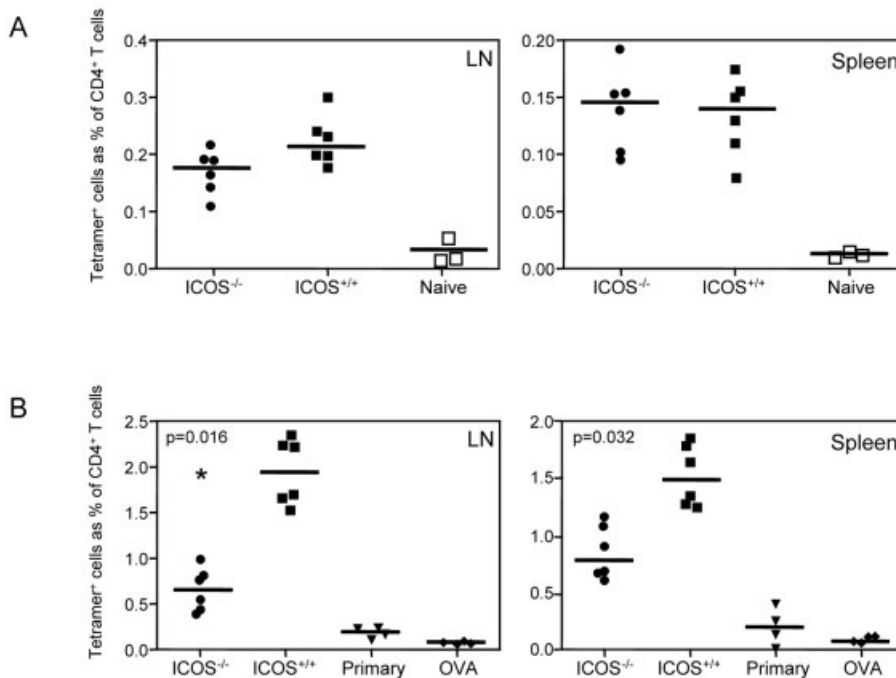 A
Tetramer⁺ cells as % of CD4⁺ T cells
LN
0.4
0.3
0.2
0.1
0.0
ICOS⁻/⁻ ICOS⁺/⁺ Naive
Spleen
0.20
0.15
0.10
0.05
0.00
ICOS⁻/⁻ ICOS⁺/⁺ Naive
B
Tetramer⁺ cells as % of CD4⁺ T cells
p=0.016
LN
*
2.5
2.0
1.5
1.0
0.5
0.0
ICOS⁻/⁻ ICOS⁺/⁺ Primary OVA
p=0.032
Spleen
2.0
1.5
1.0
0.5
0.0
ICOS⁻/⁻ ICOS⁺/⁺ Primary OVA